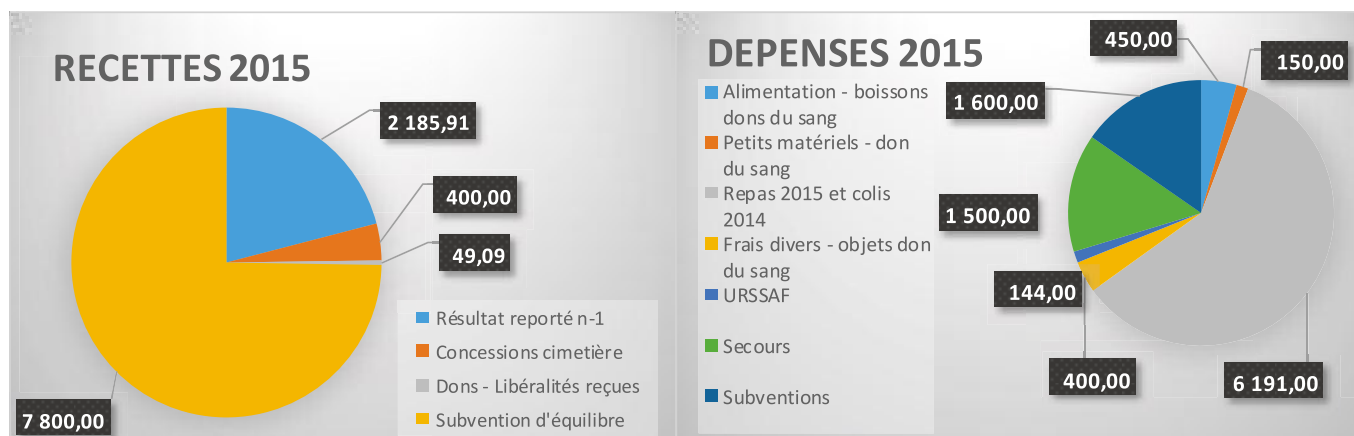 RECETTES 2015
2 185,91
400,00
49,09
7 800,00
Résultat reporté n-1
Concessions cimetière
Dons - Libéralités reçues
Subvention d'équilibre
DEPENSES 2015
Alimentation - boissons
dons du sang
Petits matériels - don
du sang
Repas 2015 et colis
2014
Frais divers - objets don
du sang
URSSAF
Secours
Subventions
450,00
150,00
1 600,00
1 500,00
144,00
400,00
6 191,00